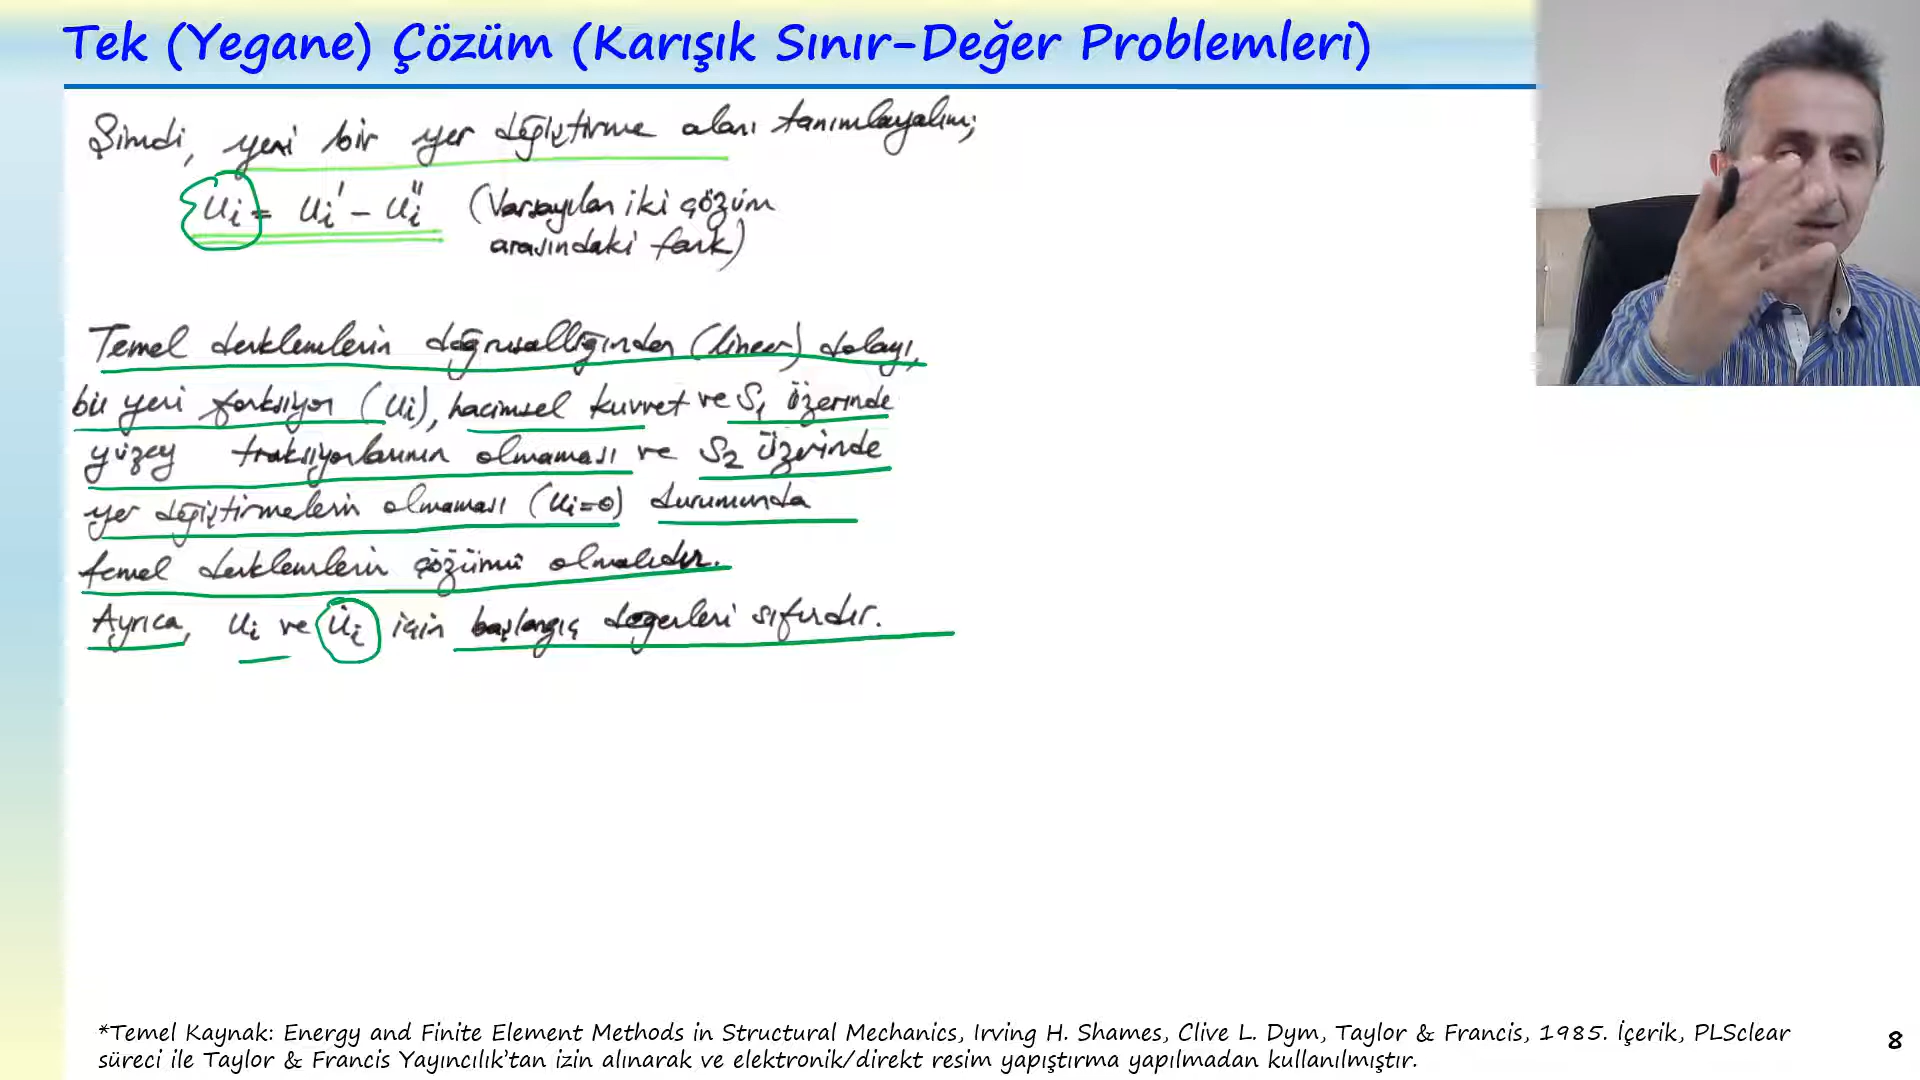 Tek (Yegane) Çözüm (Karışık Sınır-Değer Problemleri)
Şimdi, yeni bir yer değiştirme alanı tanımlayalım;
ui = ui' - ui'' (Varsayılan iki çözüm
arasındaki fark)
Temel denklemlerin doğrusallığından (lineer) dolayı,
bu yeni fonksiyon (ui), hacimsel kuvvet ve S1 üzerinde
yüzey traksiyonlarının olmaması ve S2 üzerinde
yer değiştirmelerin olmaması (ui=0) durumunda
temel denklemlerin çözümü olmalıdır.
Ayrıca, ui ve u̇i için başlangıç değerleri sıfırdır.
*Temel Kaynak: Energy and Finite Element Methods in Structural Mechanics, Irving H. Shames, Clive L. Dym, Taylor & Francis, 1985. İçerik, PLSclear
süreci ile Taylor & Francis Yayıncılık'tan izin alınarak ve elektronik/direkt resim yapıştırma yapılmadan kullanılmıştır.
8